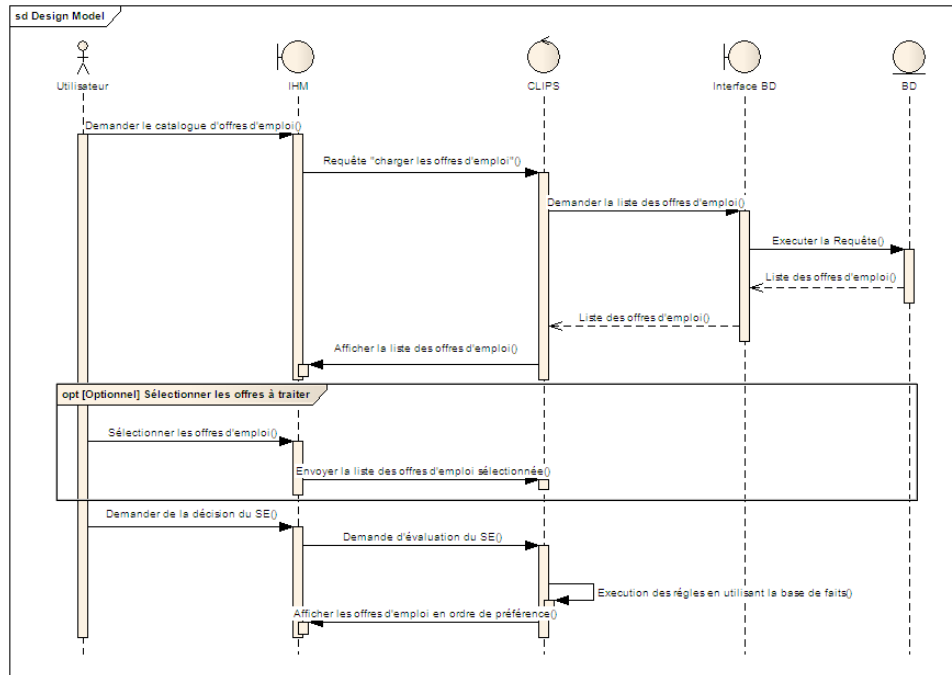 sd Design Model
Utilisateur
IHM
CLIPS
Interface BD
BD
Demander le catalogue d'offres d'emploi()
Requête "charger les offres d'emploi"()
Demander la liste des offres d'emploi()
Executer la Requête()
Liste des offres d'emploi()
Liste des offres d'emploi()
Afficher la liste des offres d'emploi()
opt [Optionnel] Sélectionner les offres à traiter
Sélectionner les offres d'emploi()
Envoyer la liste des offres d'emploi sélectionnée()
Demander de la décision du SE()
Demande d'évaluation du SE()
Execution des régles en utilisant la base de faits()
Afficher les offres d'emploi en ordre de préférence()